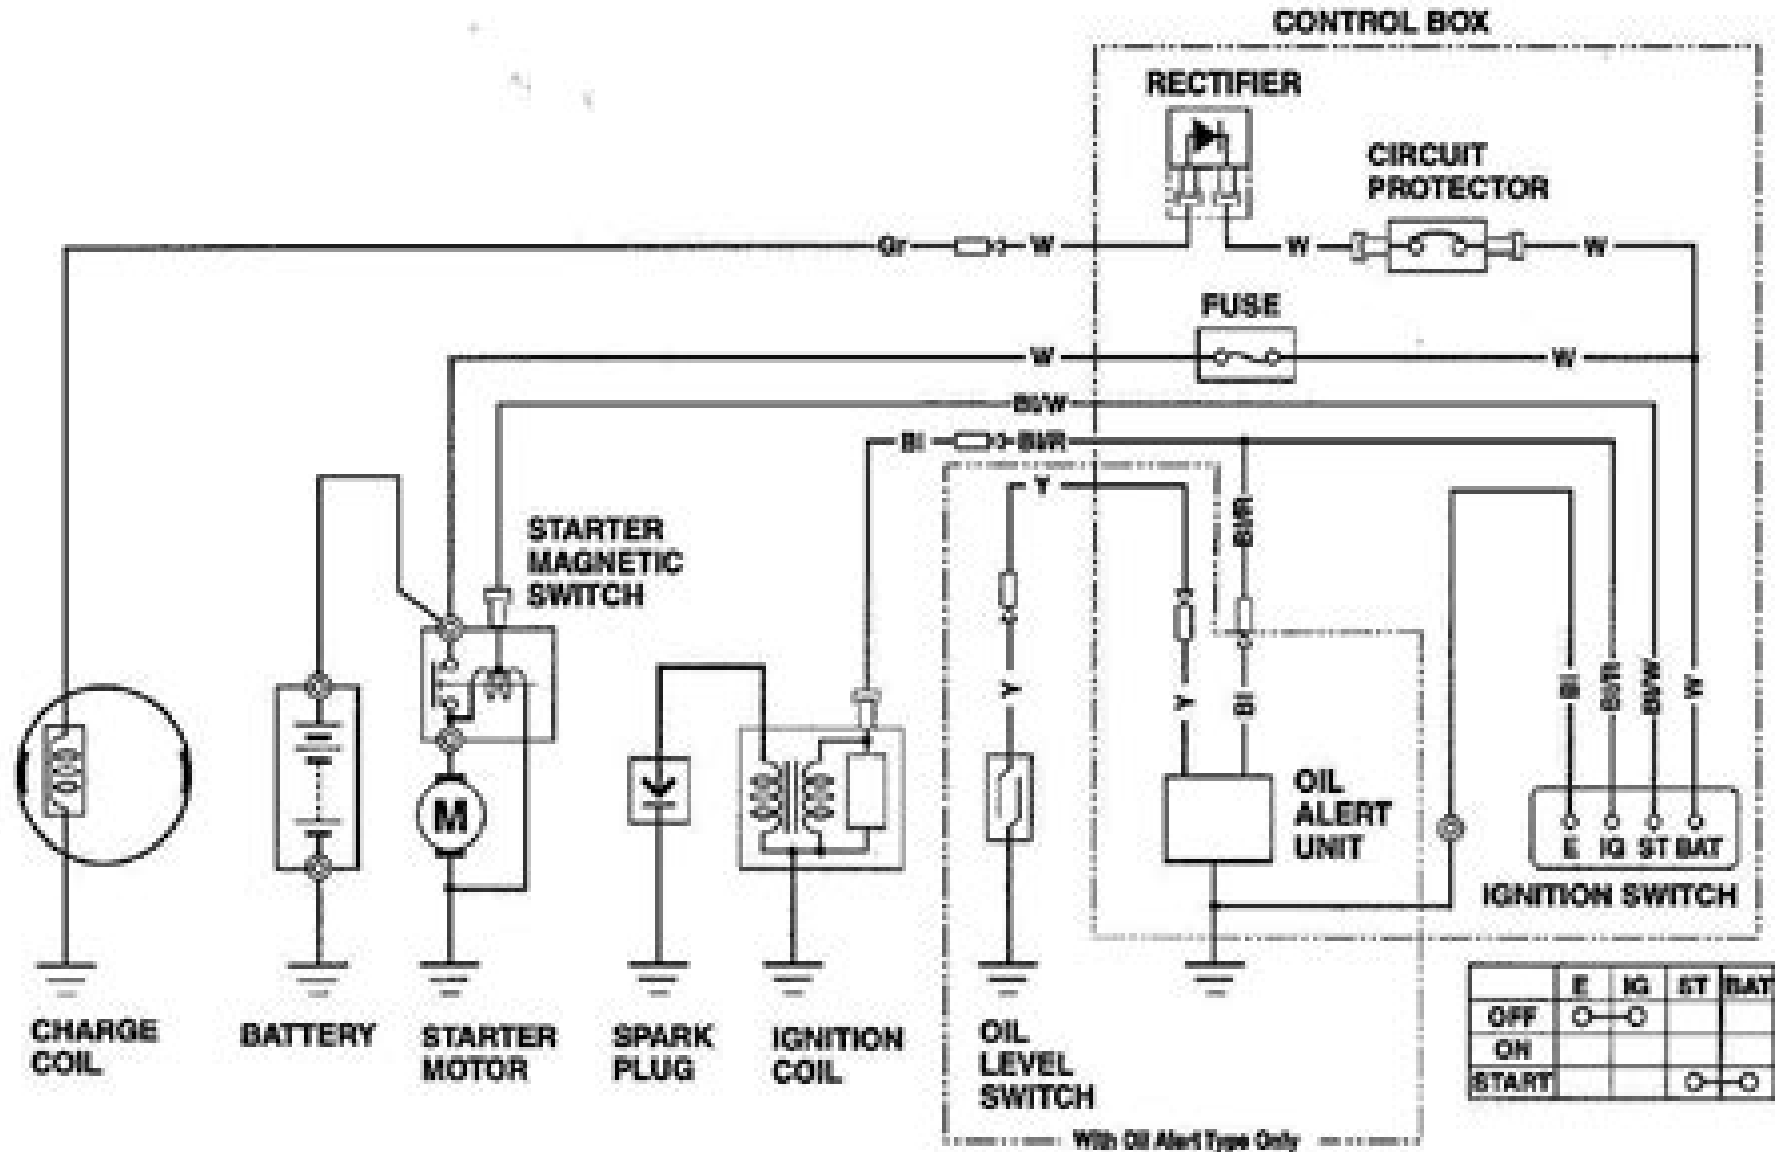 CONTROL BOX
RECTIFIER
CIRCUIT
PROTECTOR
Gr
W
W
W
FUSE
W
W
Bl/W
Bl
Bl/R
Y
Bl/R
STARTER
MAGNETIC
SWITCH
Y
Y
Bl
Bl
Bl/R
Bl/W
W
M
OIL
ALERT
UNIT
E IG ST BAT
IGNITION SWITCH
CHARGE
COIL
BATTERY
STARTER
MOTOR
SPARK
PLUG
IGNITION
COIL
OIL
LEVEL
SWITCH
With Oil Alert Type Only
E IG ST BAT
OFF
ON
START